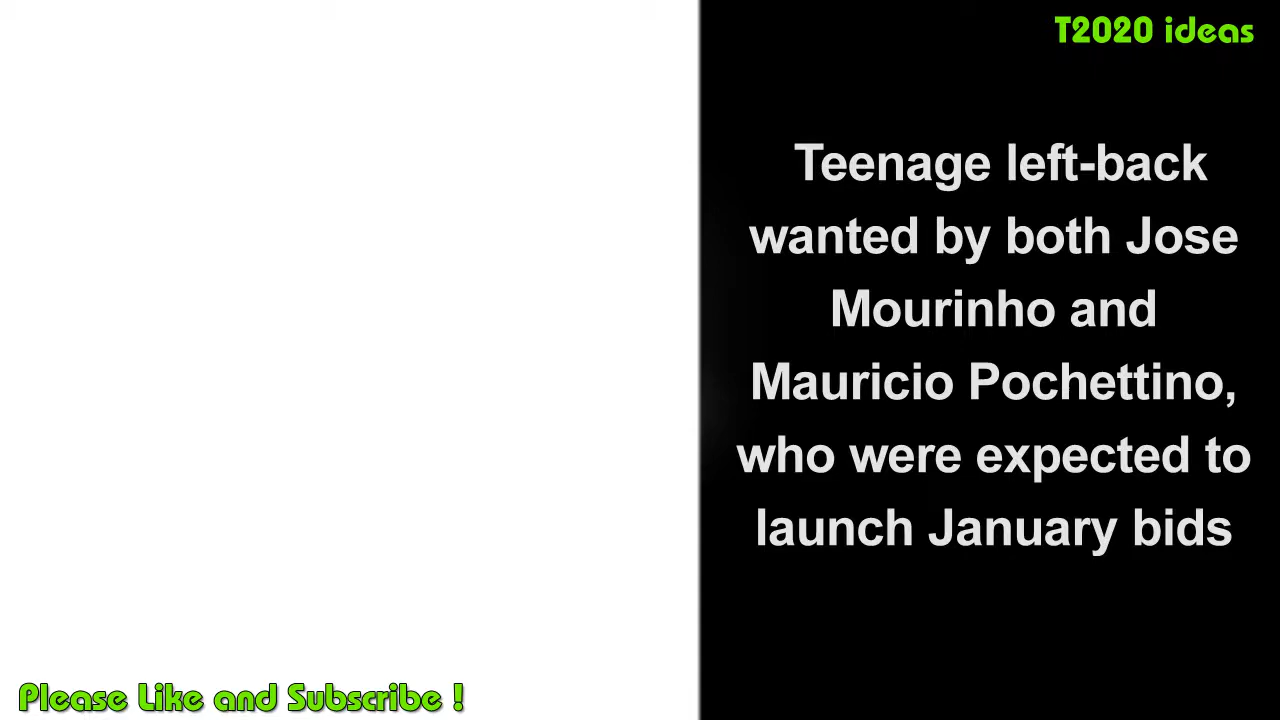 T2020 ideas
Teenage left-back
wanted by both Jose
Mourinho and
Mauricio Pochettino,
who were expected to
launch January bids
Please Like and Subscribe !